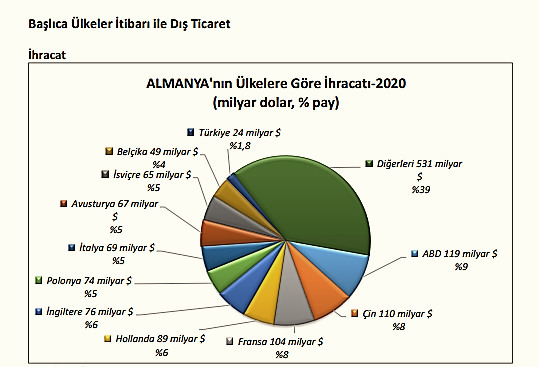 Başlıca Ülkeler İtibarı ile Dış Ticaret
İhracat
ALMANYA'nın Ülkelere Göre İhracatı-2020
(milyar dolar, % pay)
Türkiye 24 milyar $
%1,8
Belçika 49 milyar $
%4
İsviçre 65 milyar $
%5
Avusturya 67 milyar
$
%5
İtalya 69 milyar $
%5
Polonya 74 milyar $
%5
İngiltere 76 milyar $
%6
Hollanda 89 milyar $
%6
Fransa 104 milyar $
%8
Çin 110 milyar $
%8
ABD 119 milyar $
%9
Diğerleri 531 milyar
$
%39